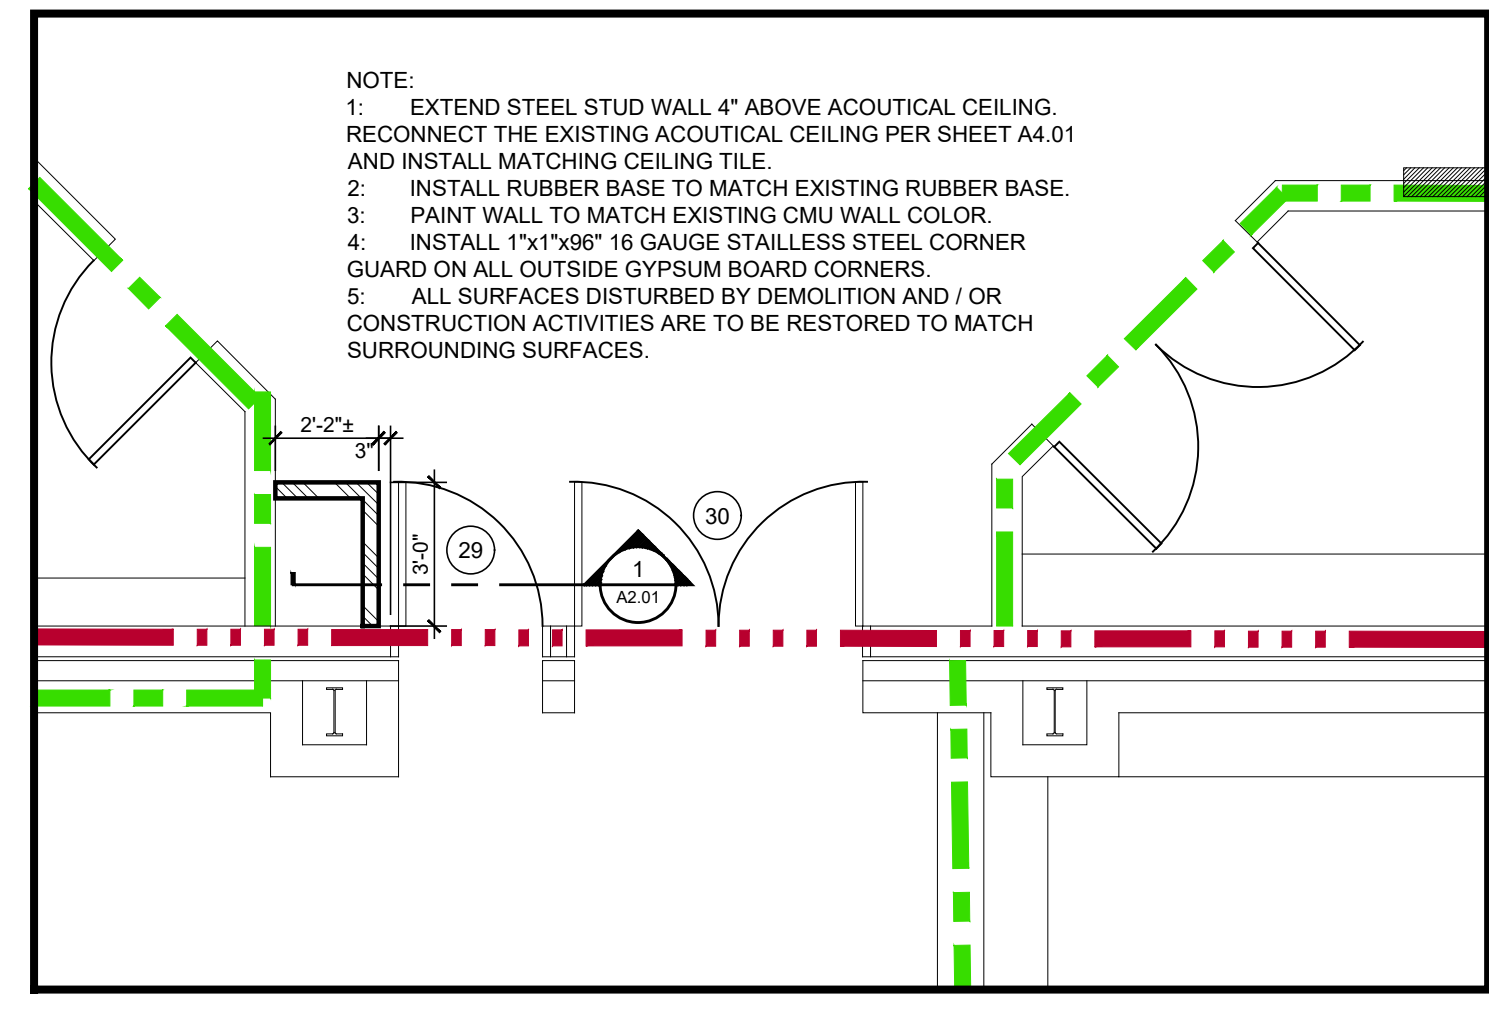 NOTE:
1: EXTEND STEEL STUD WALL 4" ABOVE ACOUTICAL CEILING.
RECONNECT THE EXISTING ACOUTICAL CEILING PER SHEET A4.01
AND INSTALL MATCHING CEILING TILE.
2: INSTALL RUBBER BASE TO MATCH EXISTING RUBBER BASE.
3: PAINT WALL TO MATCH EXISTING CMU WALL COLOR.
4: INSTALL 1"x1"x96" 16 GAUGE STAILLESS STEEL CORNER
GUARD ON ALL OUTSIDE GYPSUM BOARD CORNERS.
5: ALL SURFACES DISTURBED BY DEMOLITION AND / OR
CONSTRUCTION ACTIVITIES ARE TO BE RESTORED TO MATCH
SURROUNDING SURFACES.
2'-2"±
3"
3'-0"
29
30
1
A2.01